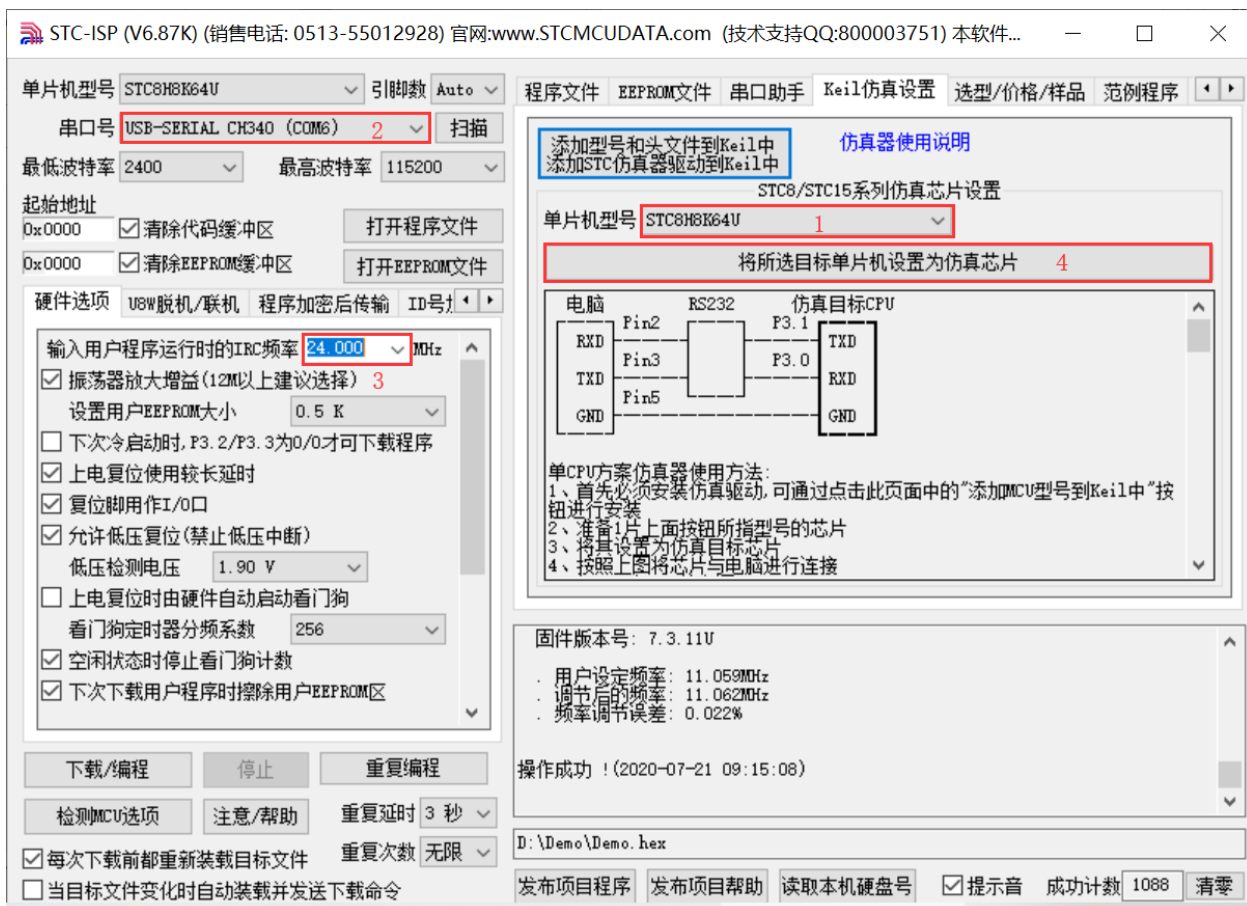 STC-ISP (V6.87K) (销售电话: 0513-55012928) 官网:www.STCMCUDATA.com (技术支持QQ:800003751) 本软件...
单片机型号 STC8H8K64U 引脚数 Auto
串口号 USB-SERIAL CH340 (COM6) 2 扫描
最低波特率 2400 最高波特率 115200
起始地址
0x0000 清除代码缓冲区 打开程序文件
0x0000 清除EEPROM缓冲区 打开EEPROM文件
硬件选项 U8W脱机/联机 程序加密后传输 ID号
输入用户程序运行时的IRC频率 24.000 MHz
振荡器放大增益(12M以上建议选择) 3
设置用户EEPROM大小 0.5 K
下次冷启动时,P3.2/P3.3为0/0才可下载程序
上电复位使用较长延时
复位脚用作I/O口
允许低压复位(禁止低压中断)
低压检测电压 1.90 V
上电复位时由硬件自动启动看门狗
看门狗定时器分频系数 256
空闲状态时停止看门狗计数
下次下载用户程序时擦除用户EEPROM区
下载/编程 停止 重复编程
检测MCU选项 注意/帮助 重复延时 3 秒
每次下载前都重新装载目标文件 重复次数 无限
当目标文件变化时自动装载并发送下载命令
程序文件 EEPROM文件 串口助手 Keil仿真设置 选型/价格/样品 范例程序
添加型号和头文件到Keil中
添加STC仿真器驱动到Keil中
仿真器使用说明
STC8/STC15系列仿真芯片设置
单片机型号 STC8H8K64U 1
将所选目标单片机设置为仿真芯片 4
电脑 RS232 仿真目标CPU
Pin2 P3.1
RXD TXD
Pin3 P3.0
TXD RXD
Pin5
GND GND
单CPU方案仿真器使用方法:
1、首先必须安装仿真驱动,可通过点击此页面中的"添加MCU型号到Keil中"按
钮进行安装
2、准备1片上面按钮所指型号的芯片
3、将其设置为仿真目标芯片
4、按照上图将芯片与电脑进行连接
固件版本号: 7.3.11U
. 用户设定频率: 11.059MHz
. 调节后的频率: 11.062MHz
. 频率调节误差: 0.022%
操作成功 !(2020-07-21 09:15:08)
D:\Demo\Demo.hex
发布项目程序 发布项目帮助 读取本机硬盘号 提示音 成功计数 1088 清零